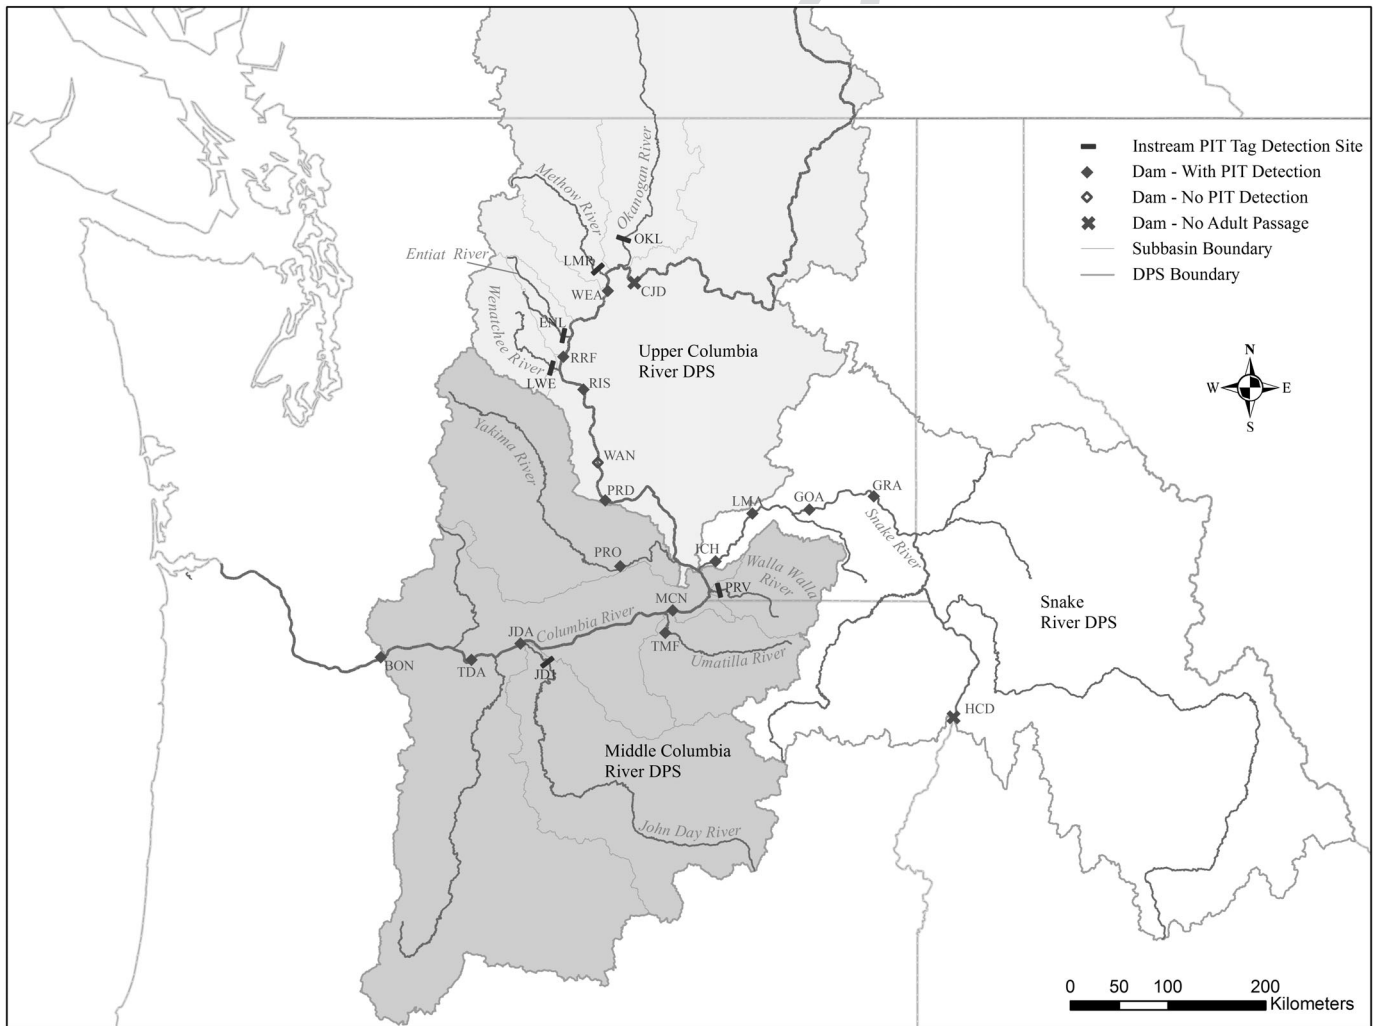 Instream PIT Tag Detection Site
Dam - With PIT Detection
Dam - No PIT Detection
Dam - No Adult Passage
Subbasin Boundary
DPS Boundary
Methow River
Okanogan River
OKL
Entiat River
LMR
WEA
CJD
Wenatchee River
ENL
RRF
Upper Columbia
River DPS
LWE
RIS
N
W
E
S
Yakima River
WAN
PRD
LMA
GOA
GRA
Snake River
PRO
ICH
Walla Walla
River
PRV
MCN
Columbia River
Snake
River DPS
JDA
TMF
Umatilla River
BON
TDA
JD1
HCD
Middle Columbia
River DPS
John Day River
0 50 100 200
Kilometers